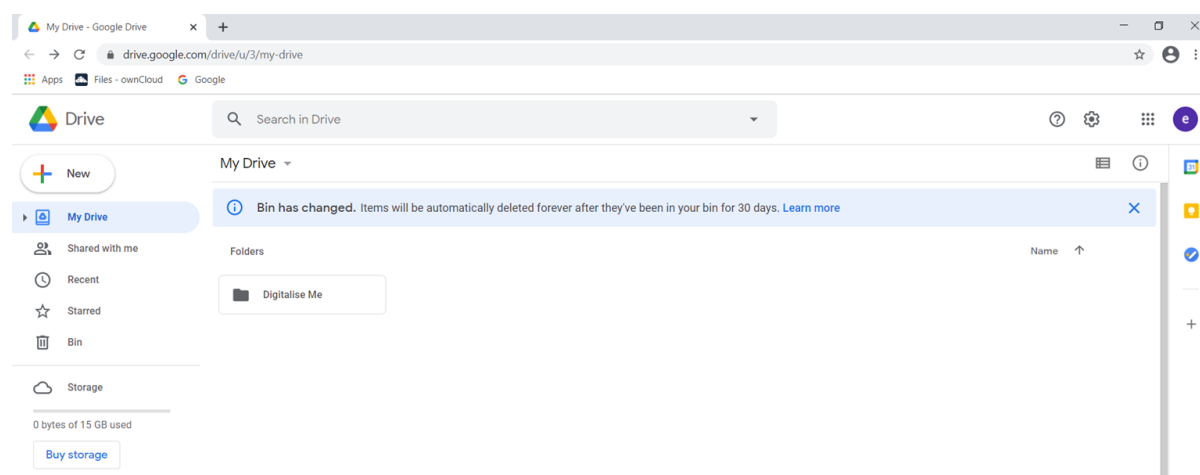 My Drive - Google Drive
drive.google.com/drive/u/3/my-drive
Apps Files - ownCloud G Google
Drive Search in Drive e
New My Drive
My Drive Bin has changed. Items will be automatically deleted forever after they've been in your bin for 30 days. Learn more
Shared with me Folders Name
Recent
Digitalise Me
Starred
Bin
Storage
0 bytes of 15 GB used
Buy storage
31